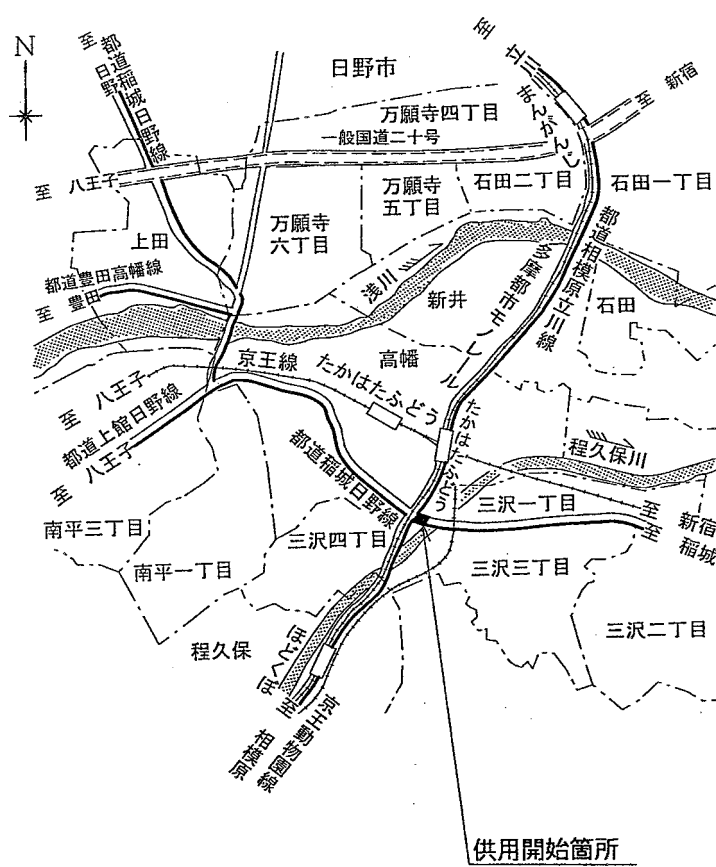 N
至 日野
都道稲城日野線
日野市
至 立川
まんがんじ
至 新宿
万願寺四丁目
一般国道二十号
至 八王子
万願寺
五丁目
石田二丁目
石田一丁目
上田
万願寺
六丁目
都道相模原立川線
都道豊田高幡線
至 豊田
浅川
新井
多摩都市モノレール
石田
京王線
たかはたふどう
高幡
至 八王子
都道上館日野線
至 八王子
たかはたふどう
程久保川
都道稲城日野線
三沢一丁目
至 新宿
至 稲城
南平三丁目
三沢四丁目
南平一丁目
三沢三丁目
三沢二丁目
程久保
ほどくぼ
至 相模原
京王動物園線
供用開始箇所